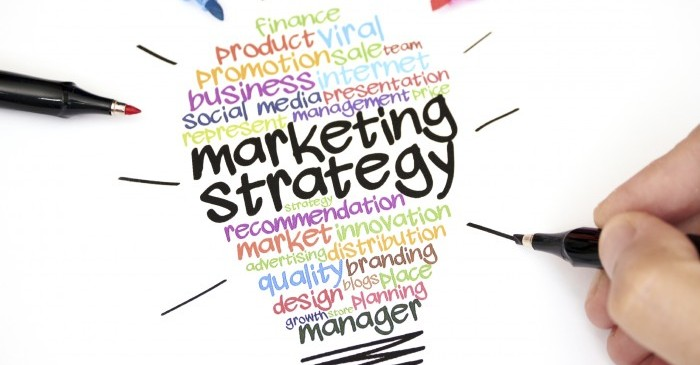 finance
product viral
promotion sale team
business internet
social media presentation
represent management price
marketing
strategy
strategy
recommendation
market innovation
advertising distribution
quality branding
design blogs place
growth store planning
manager